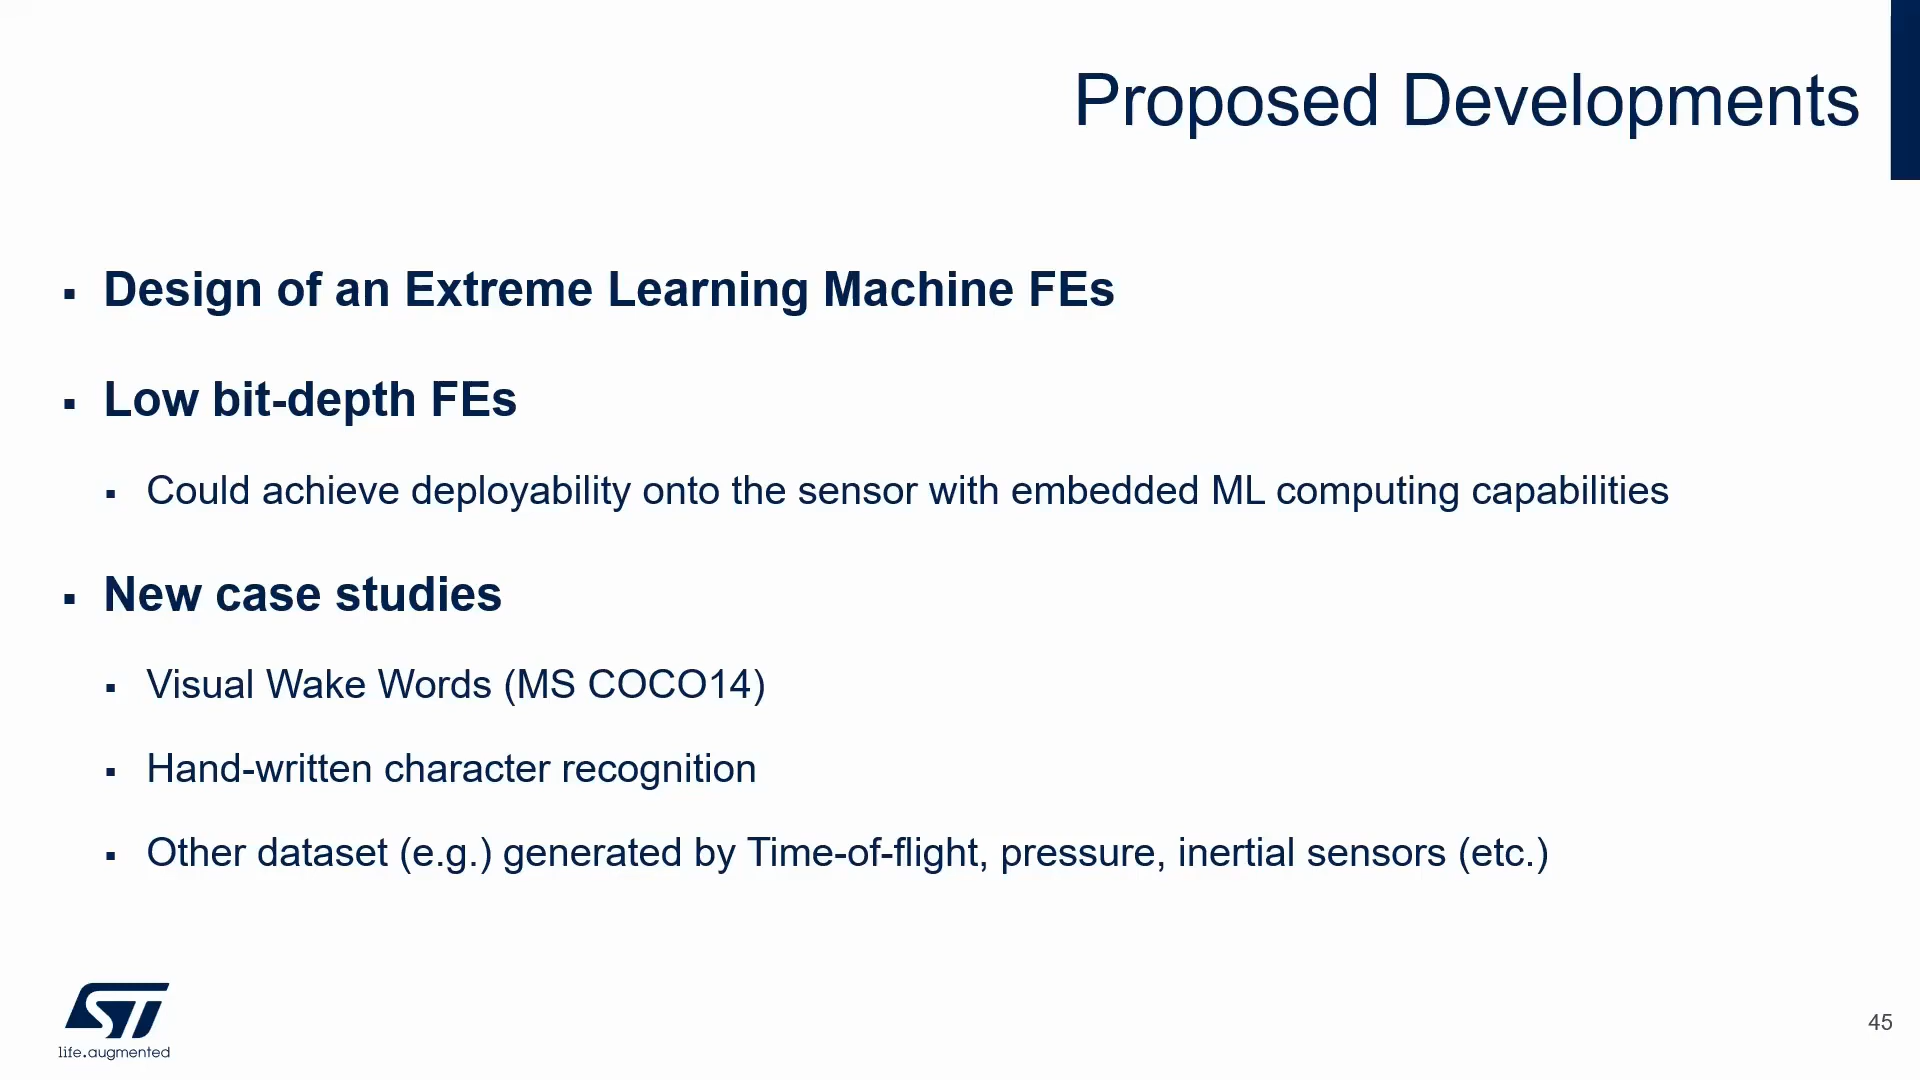 Proposed Developments
▪ Design of an Extreme Learning Machine FEs
▪ Low bit-depth FEs
▪ Could achieve deployability onto the sensor with embedded ML computing capabilities
▪ New case studies
▪ Visual Wake Words (MS COCO14)
▪ Hand-written character recognition
▪ Other dataset (e.g.) generated by Time-of-flight, pressure, inertial sensors (etc.)
ST
life.augmented
45